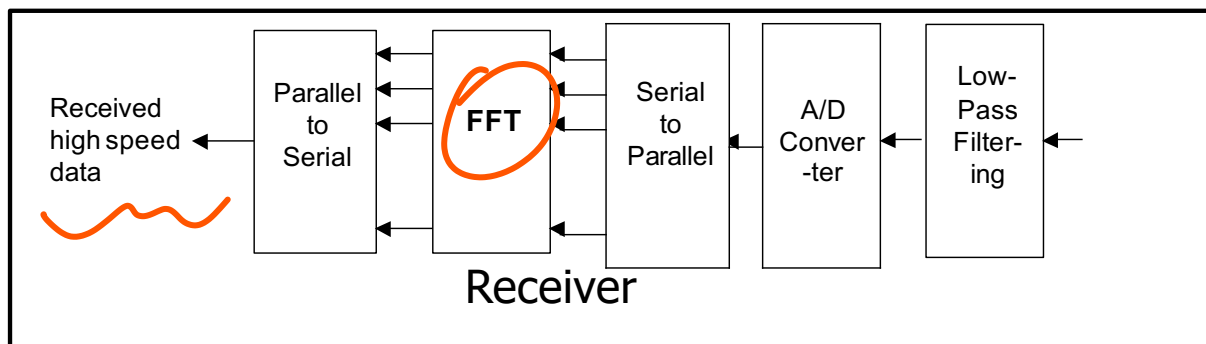 Received
high speed
data
Parallel
to
Serial
FFT
Serial
to
Parallel
A/D
Conver
-ter
Low-
Pass
Filter-
ing
Receiver